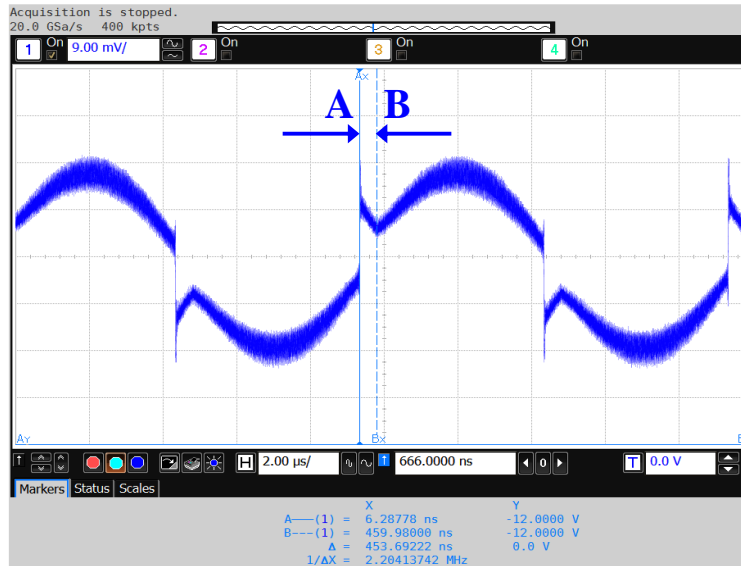 Acquisition is stopped.
20.0 GSa/s 400 kpts
1 On 9.00 mV/ 2 On 3 On 4 On
Ax
A B
Ay Bx B
H 2.00 µs/ 666.0000 ns 0 T 0.0 V
Markers Status Scales
X Y
A───(1) = 6.28778 ns -12.0000 V
B---(1) = 459.98000 ns -12.0000 V
Δ = 453.69222 ns 0.0 V
1/ΔX = 2.20413742 MHz